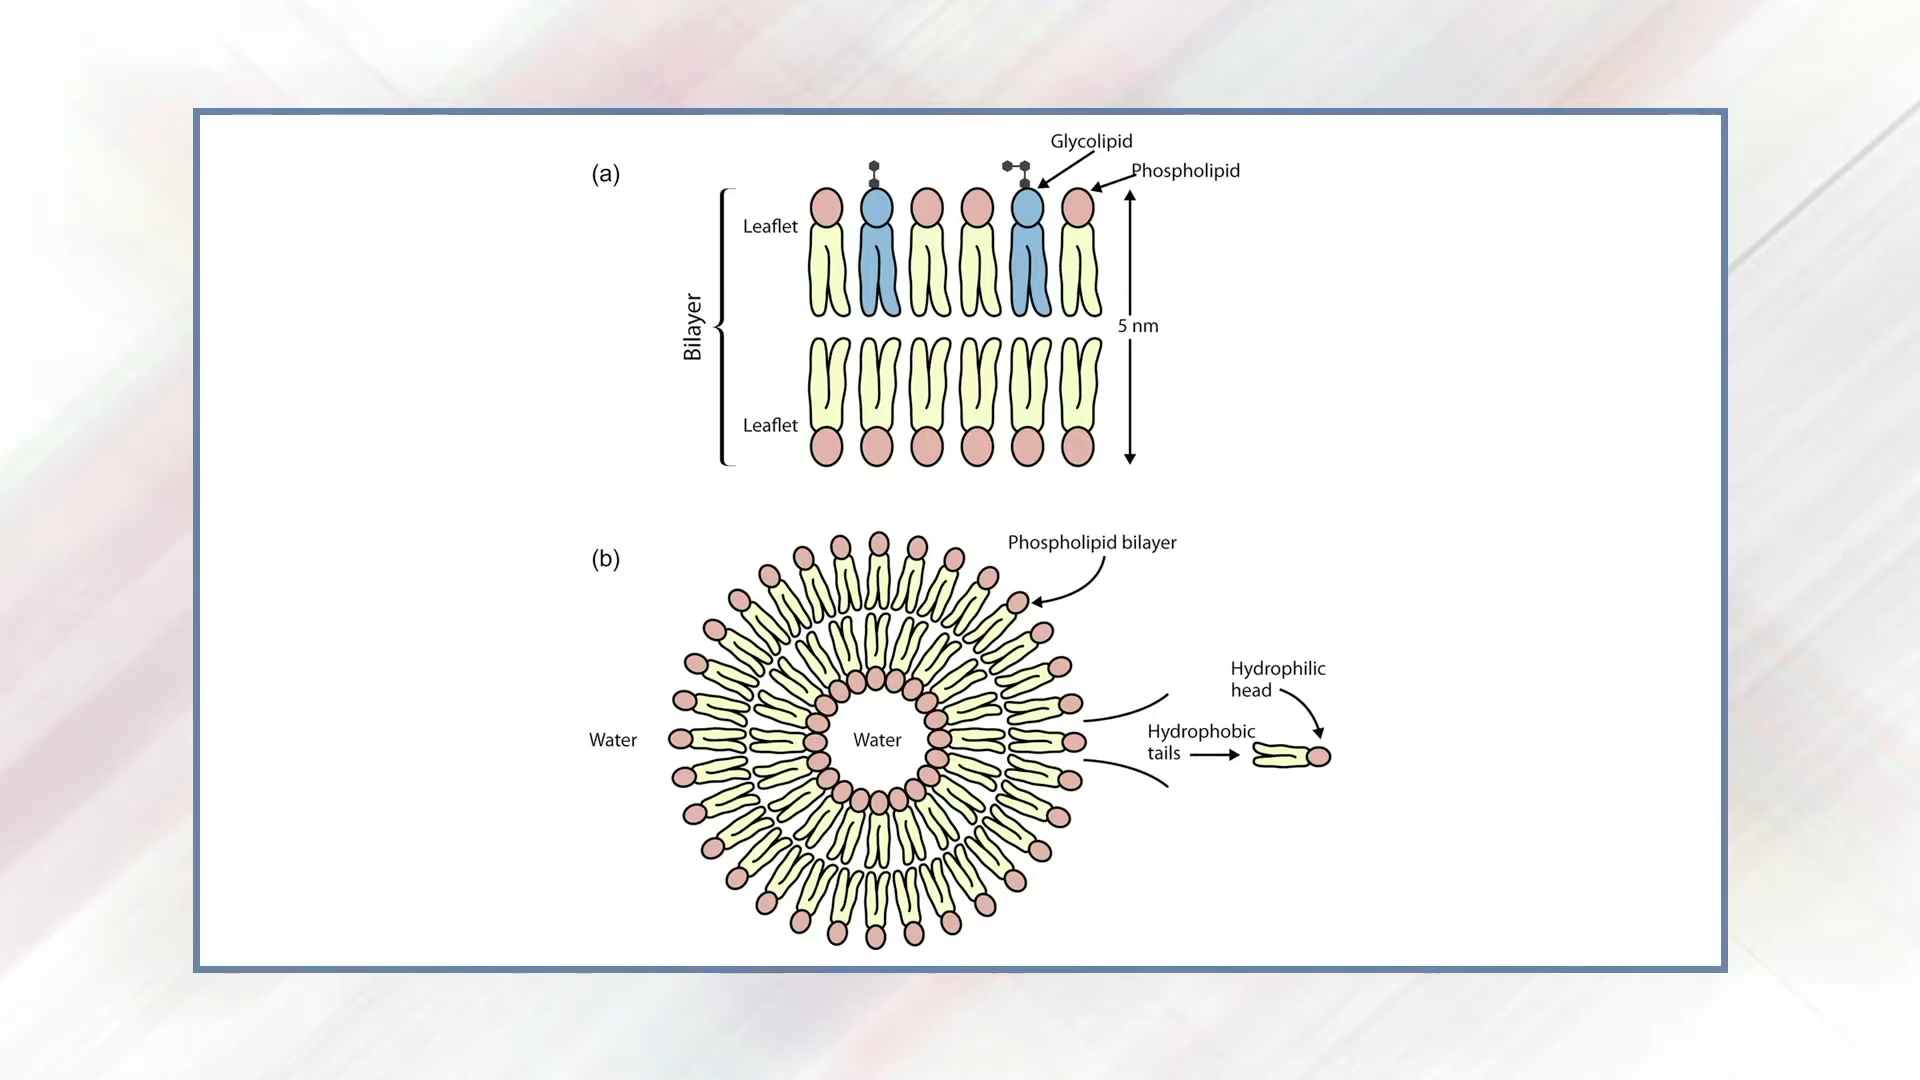 (a)
Glycolipid
Phospholipid
Leaflet
Bilayer
5 nm
Leaflet
(b)
Phospholipid bilayer
Hydrophilic
head
Hydrophobic
tails
Water
Water